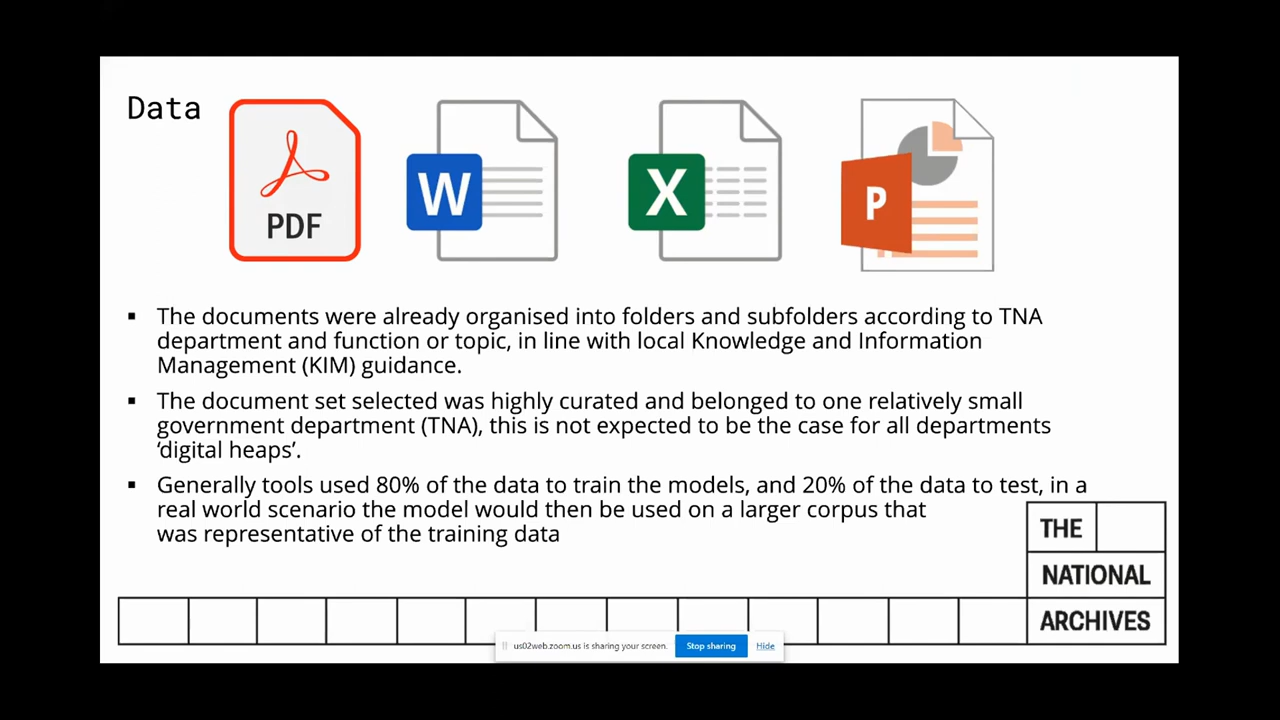 Data
PDF
W
X
P
▪ The documents were already organised into folders and subfolders according to TNA
department and function or topic, in line with local Knowledge and Information
Management (KIM) guidance.
▪ The document set selected was highly curated and belonged to one relatively small
government department (TNA), this is not expected to be the case for all departments
‘digital heaps’.
▪ Generally tools used 80% of the data to train the models, and 20% of the data to test, in a
real world scenario the model would then be used on a larger corpus that
was representative of the training data
THE
NATIONAL
ARCHIVES
us02web.zoom.us is sharing your screen. Stop sharing Hide